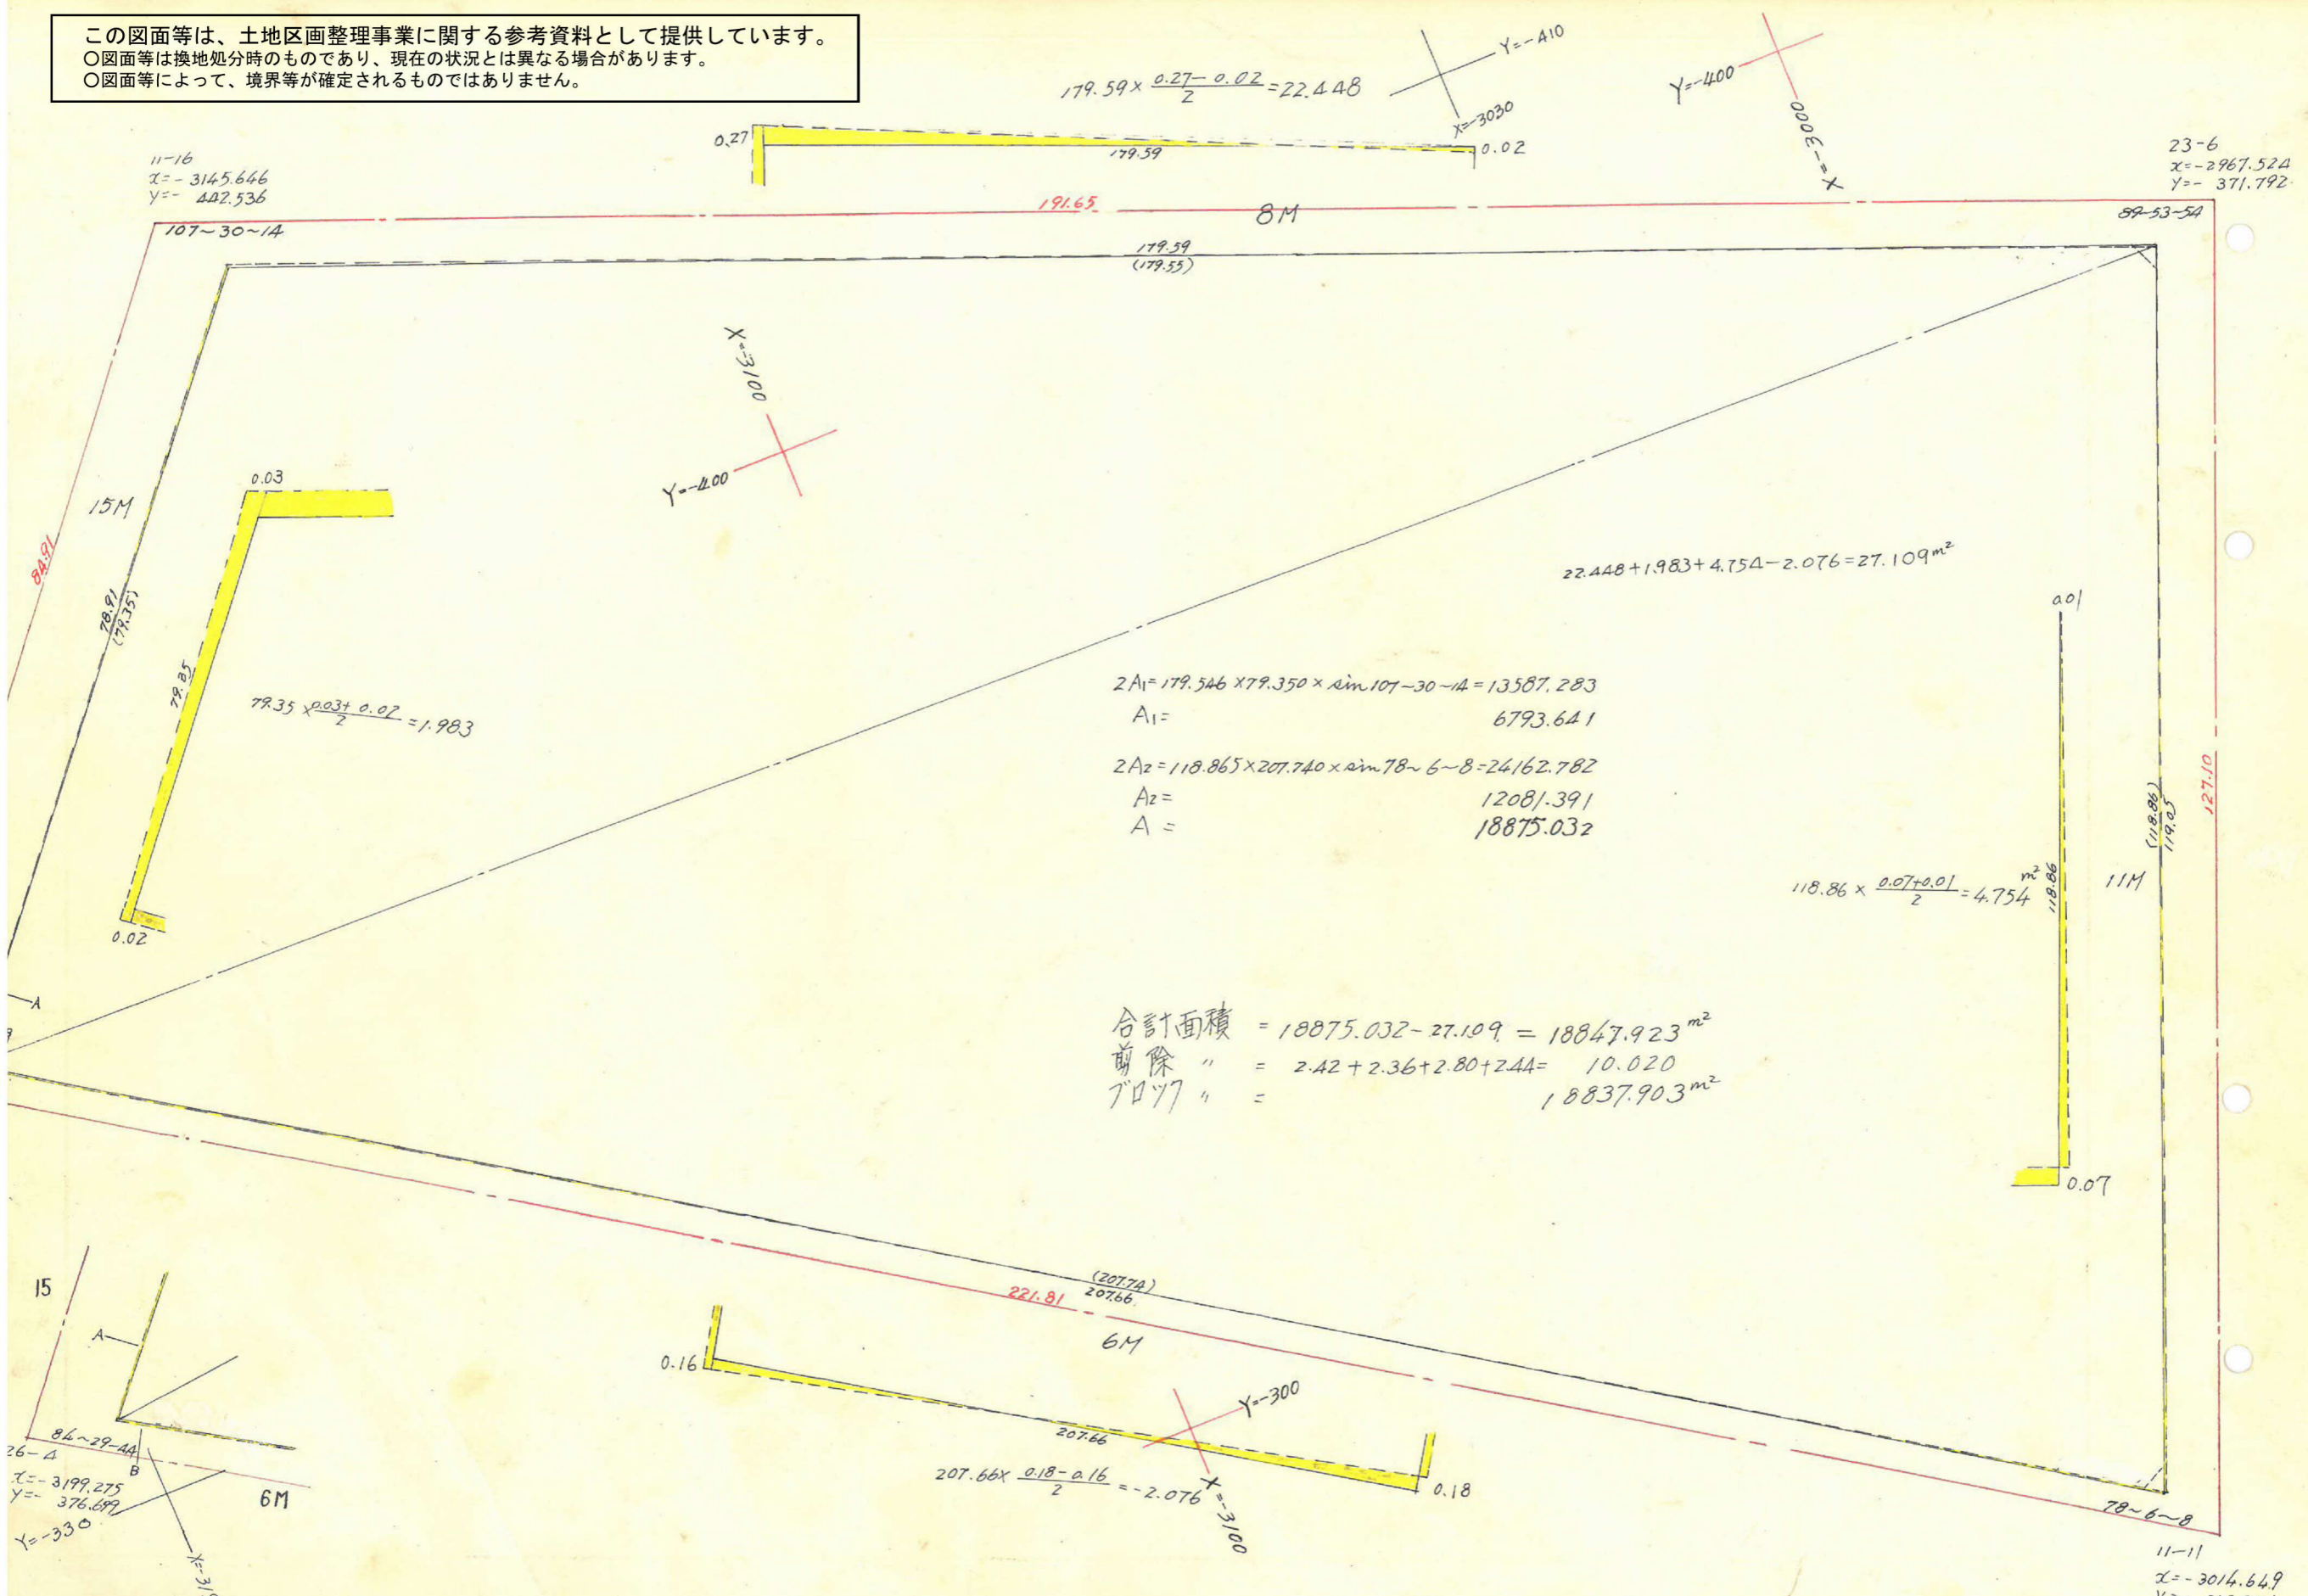 この図面等は、土地区画整理事業に関する参考資料として提供しています。
〇図面等は換地処分時のものであり、現在の状況とは異なる場合があります。
〇図面等によって、境界等が確定されるものではありません。
179.59×(0.27-0.02)/2=22.448
Y=-410
X=-3030
Y=-400
X=-3000
0.27
179.59
0.02
11-16
x=-3145.646
y=-442.536
23-6
x=-2967.524
Y=-371.792
191.65
8M
107~30~14
89-53-54
179.59
(179.55)
X=-3100
Y=-400
0.03
15M
84.91
78.91
(79.35)
79.35
79.35×(0.03+0.02)/2=1.983
0.02
22.448+1.983+4.754-2.076=27.109m²
0.01
2A₁=179.546×79.350×sin107-30-14=13587.283
A₁= 6793.641
2A₂=118.865×207.740×sin78~6~8=24162.782
A₂= 12081.391
A= 18875.032
127.10
(118.86)
119.05
118.86×(0.07+0.01)/2=4.754m²
118.86
11M
A
合計面積 =18875.032-27.109=18847.923m²
剪除 〃 = 2.42+2.36+2.80+2.44= 10.020
ブロック 〃 = 18837.903m²
0.07
15
A
(207.74)
207.66
221.81
6M
0.16
207.66
Y=-300
207.66×(0.18-0.16)/2=-2.076
X=-3100
0.18
84~29-44
B
26-4
x=-3199.275
y=-376.699
6M
Y=-330
78~6~8
11-11
x=-3014.649